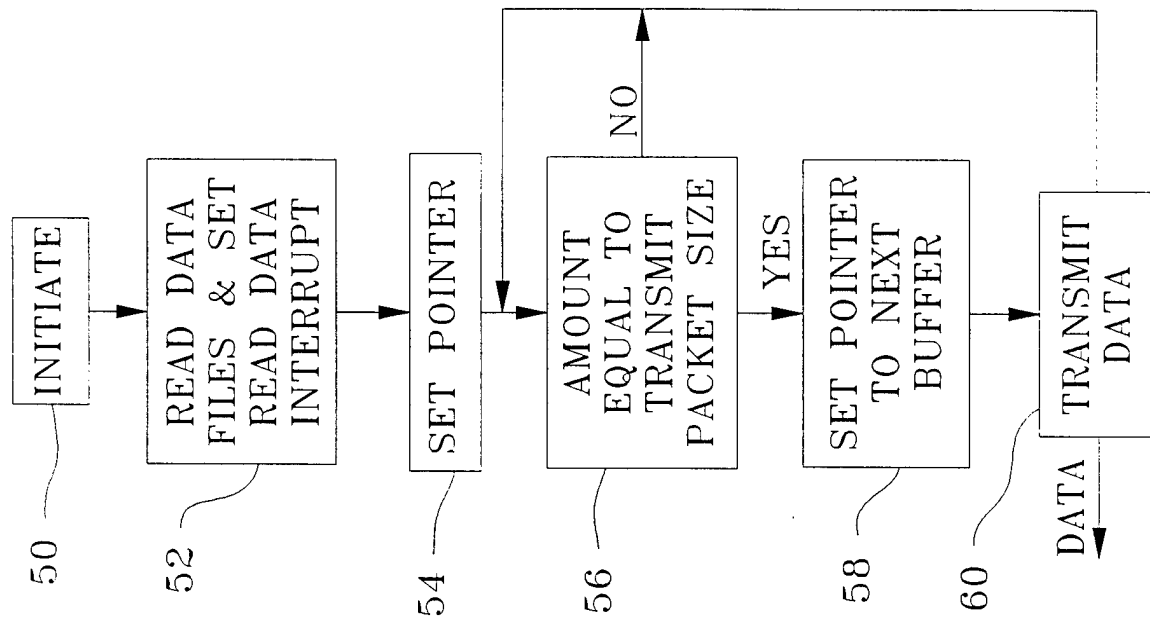 50
INITIATE
52
READ DATA
FILES & SET
READ DATA
INTERRUPT
54
SET POINTER
56
AMOUNT
EQUAL TO
TRANSMIT
PACKET SIZE
NO
YES
58
SET POINTER
TO NEXT
BUFFER
60
TRANSMIT
DATA
DATA